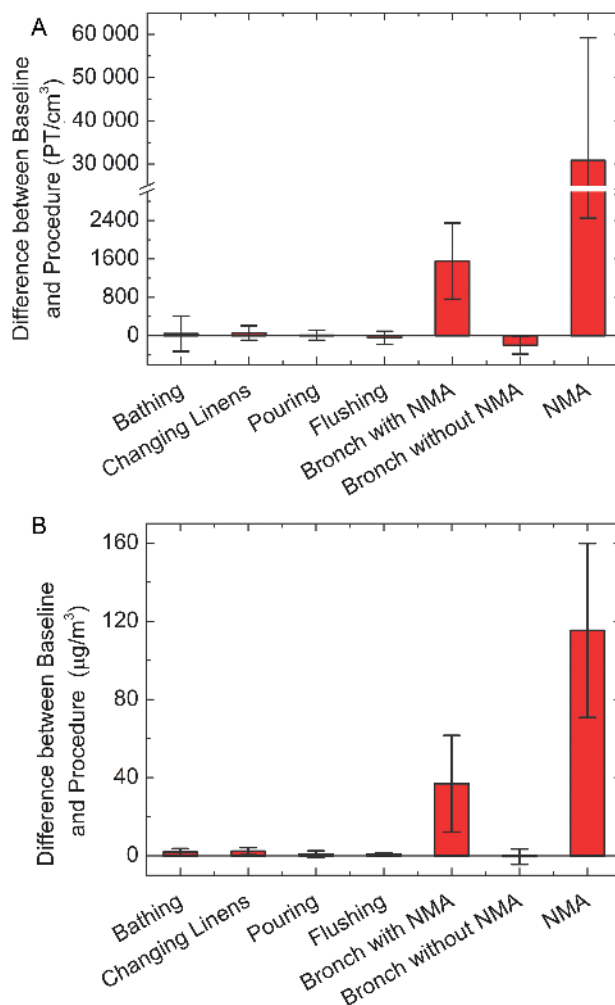 A
60 000
50 000
40 000
30 000
2400
1600
800
0
Difference between Baseline
and Procedure (PT/cm³)
Bathing
Changing Linens
Pouring
Flushing
Bronch with NMA
Bronch without NMA
NMA
B
160
120
80
40
0
Difference between Baseline
and Procedure (µg/m³)
Bathing
Changing Linens
Pouring
Flushing
Bronch with NMA
Bronch without NMA
NMA